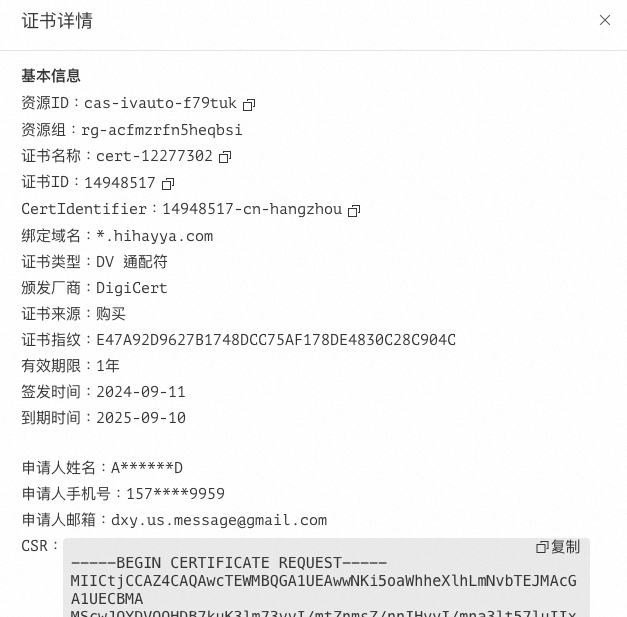 证书详情
基本信息
资源ID：cas-ivauto-f79tuk
资源组：rg-acfmzrfn5heqbsi
证书名称：cert-12277302
证书ID：14948517
CertIdentifier：14948517-cn-hangzhou
绑定域名：*.hihayya.com
证书类型：DV 通配符
颁发厂商：DigiCert
证书来源：购买
证书指纹：E47A92D9627B1748DCC75AF178DE4830C28C904C
有效期限：1年
签发时间：2024-09-11
到期时间：2025-09-10
申请人姓名：A******D
申请人手机号：157****9959
申请人邮箱：dxy.us.message@gmail.com
CSR：
复制
-----BEGIN CERTIFICATE REQUEST-----
MIICtjCCAZ4CAQAwcTEWMBQGA1UEAwwNKi5oaWhheXlhLmNvbTEJMAcG
A1UECBMA